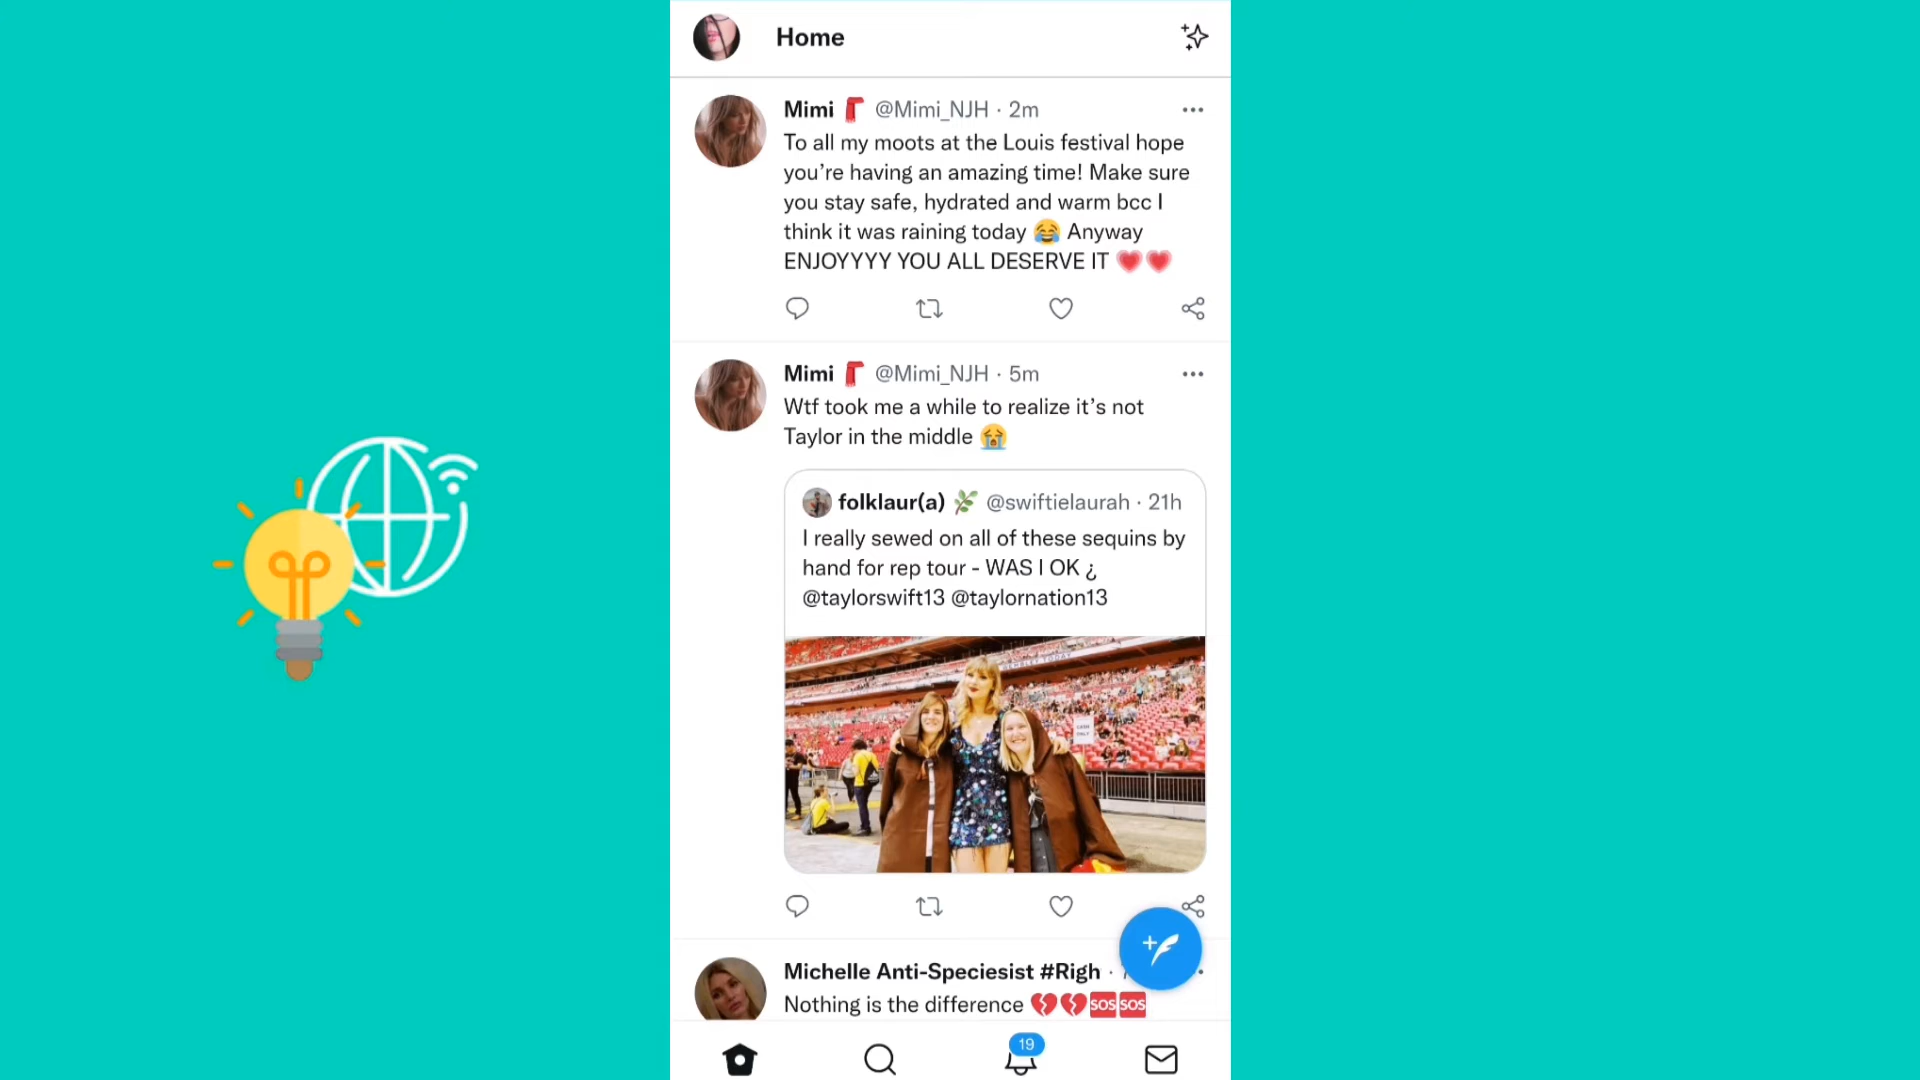 Home
Mimi @Mimi_NJH · 2m
To all my moots at the Louis festival hope
you’re having an amazing time! Make sure
you stay safe, hydrated and warm bcc I
think it was raining today 😂 Anyway
ENJOYYYY YOU ALL DESERVE IT ❤️❤️
Mimi @Mimi_NJH · 5m
Wtf took me a while to realize it’s not
Taylor in the middle 😭
folklaur(a) 🌿 @swiftielaurah · 21h
I really sewed on all of these sequins by
hand for rep tour - WAS I OK ¿
@taylorswift13 @taylornation13
Michelle Anti-Speciesist #Righ ·
Nothing is the difference 💔💔🆘🆘
19